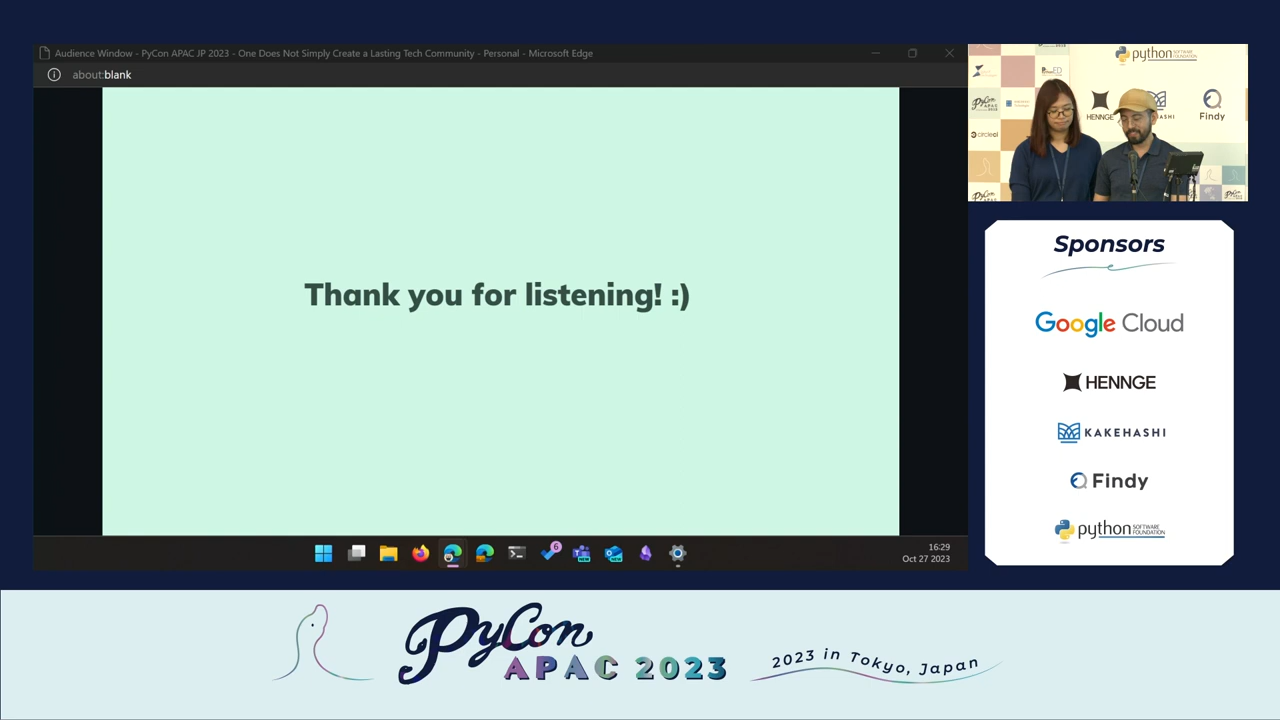 Audience Window - PyCon APAC JP 2023 - One Does Not Simply Create a Lasting Tech Community - Personal - Microsoft Edge
about:blank
Thank you for listening! :)
6
16:29
Oct 27 2023
python
SOFTWARE
FOUNDATION
HENNGE
Findy
circleci
Sponsors
Google Cloud
HENNGE
KAKEHASHI
Findy
python
SOFTWARE
FOUNDATION
PyCon
APAC 2023
2023 in Tokyo, Japan